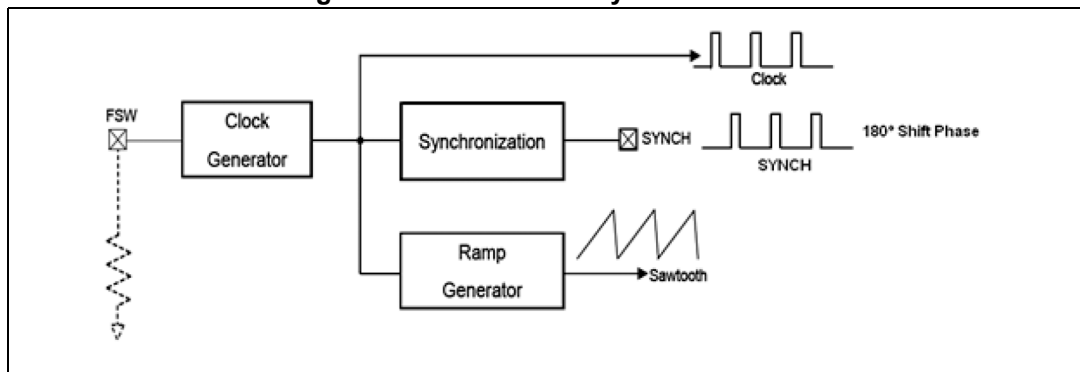 Clock
FSW
Clock
Generator
Synchronization
SYNCH
180° Shift Phase
SYNCH
Ramp
Generator
Sawtooth